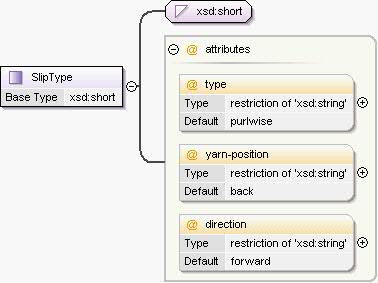 xsd:short
SlipType
Base Type xsd:short
@ attributes
@ type
Type restriction of 'xsd:string'
Default purlwise
@ yarn-position
Type restriction of 'xsd:string'
Default back
@ direction
Type restriction of 'xsd:string'
Default forward